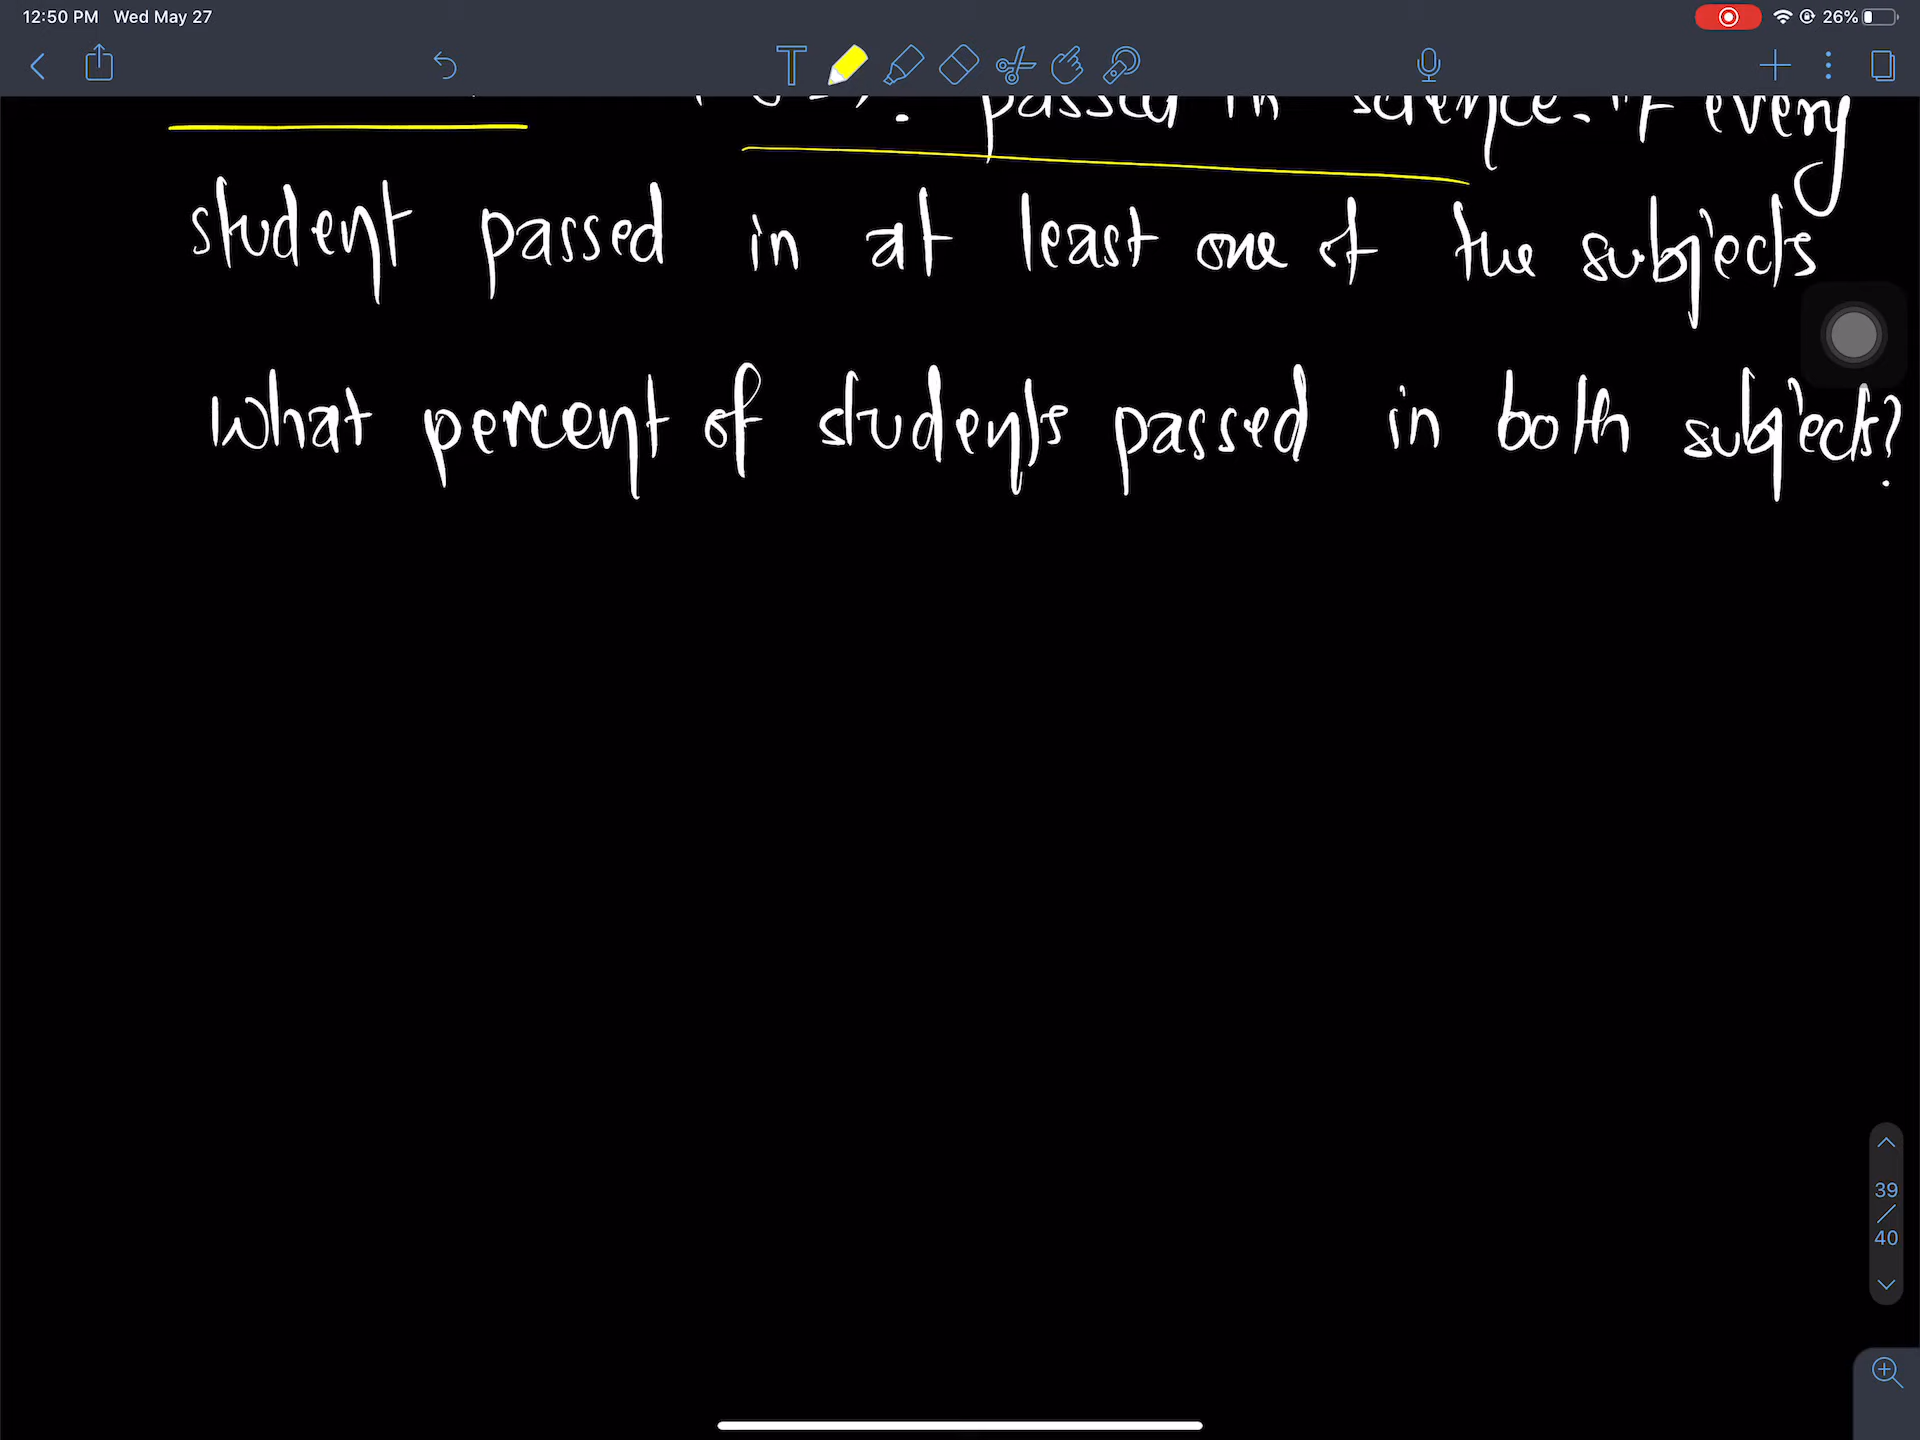 12:50 PM Wed May 27
26%
passed in science. if every
student passed in at least one of the subjects
What percent of students passed in both subjects?
39
/
40